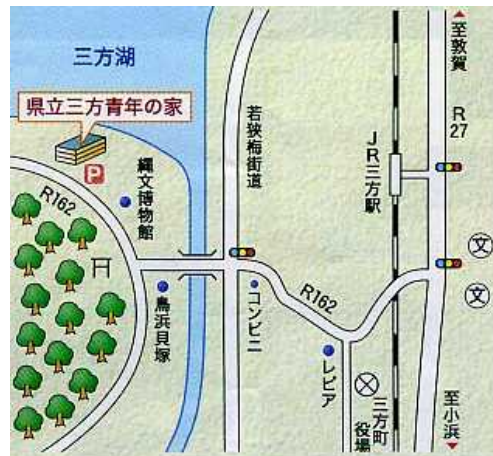 三方湖
県立三方青年の家
P
R162
縄文博物館
鳥浜貝塚
若狭梅街道
コンビニ
R162
レピア
三方町
役場
JR三方駅
至敦賀
R27
文
文
至小浜